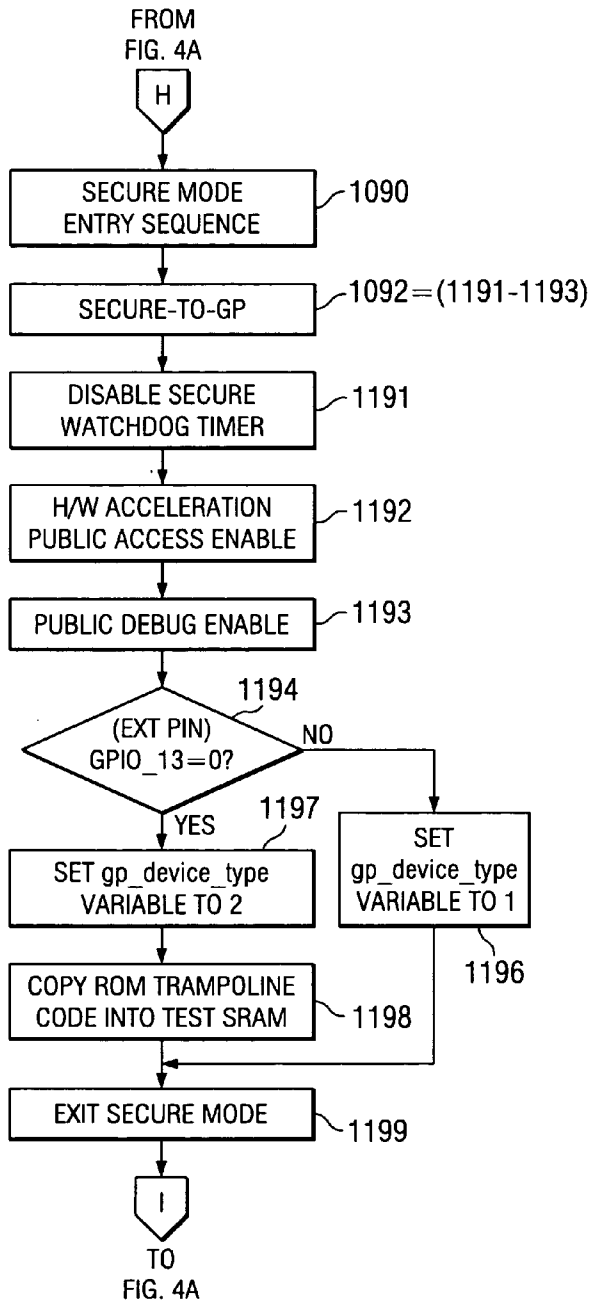 FROM
FIG. 4A
H
SECURE MODE
ENTRY SEQUENCE
1090
SECURE-TO-GP
1092=(1191-1193)
DISABLE SECURE
WATCHDOG TIMER
1191
H/W ACCELERATION
PUBLIC ACCESS ENABLE
1192
PUBLIC DEBUG ENABLE
1193
1194
(EXT PIN)
GPIO_13=0?
NO
YES
1197
SET gp_device_type
VARIABLE TO 2
SET
gp_device_type
VARIABLE TO 1
1196
COPY ROM TRAMPOLINE
CODE INTO TEST SRAM
1198
EXIT SECURE MODE
1199
I
TO
FIG. 4A